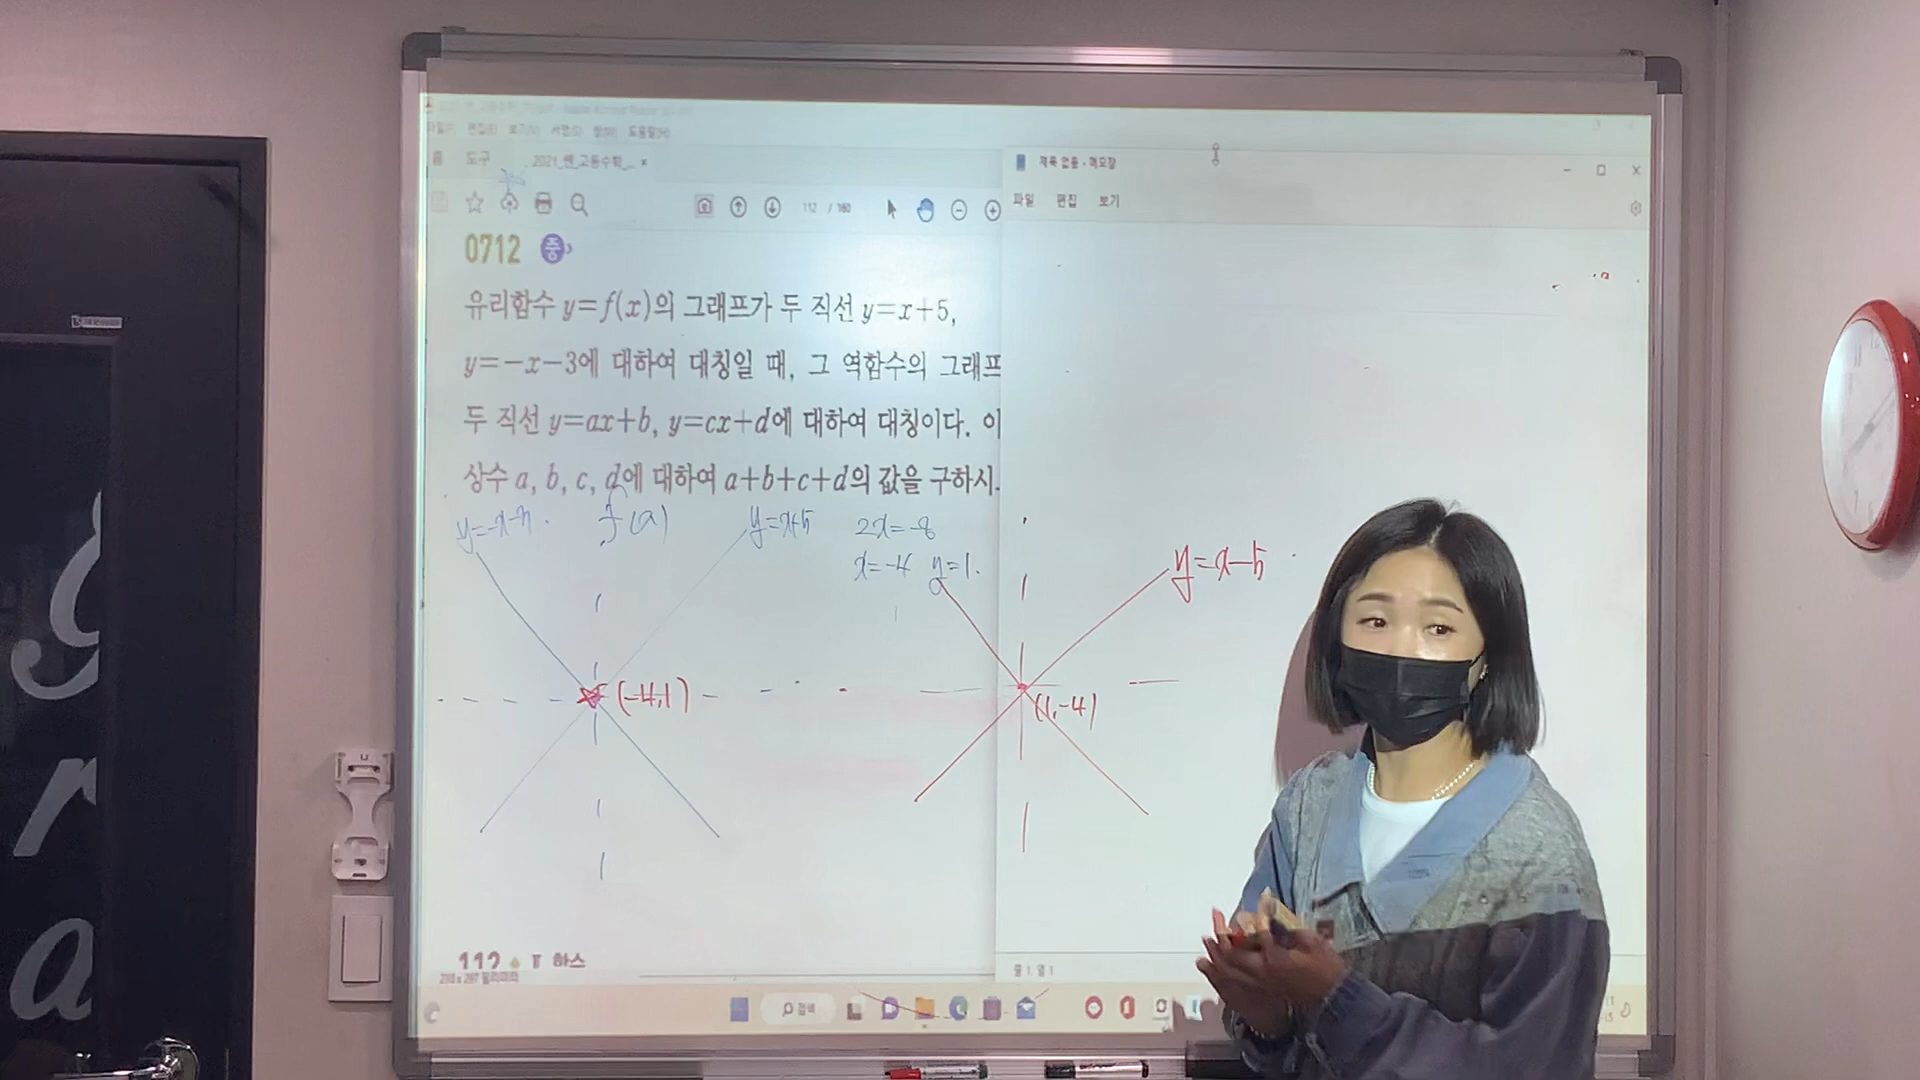 파일(F) 편집(E) 보기(V) 서명(S) 창(W) 도움말(H)
홈 도구 2021_쎈_고등수학_... ×
제목 없음 - 메모장
파일 편집 보기
112 / 160
0712 중
유리함수 y=f(x)의 그래프가 두 직선 y=x+5,
y=-x-3에 대하여 대칭일 때, 그 역함수의 그래프
두 직선 y=ax+b, y=cx+d에 대하여 대칭이다. 이
상수 a, b, c, d에 대하여 a+b+c+d의 값을 구하시.
y=-x-3. f(x) y=x+5 2x=-8
x=-4 y=1.
y=x-5
(-4,1)
(1,-4)
112
줄 1, 열 1
검색